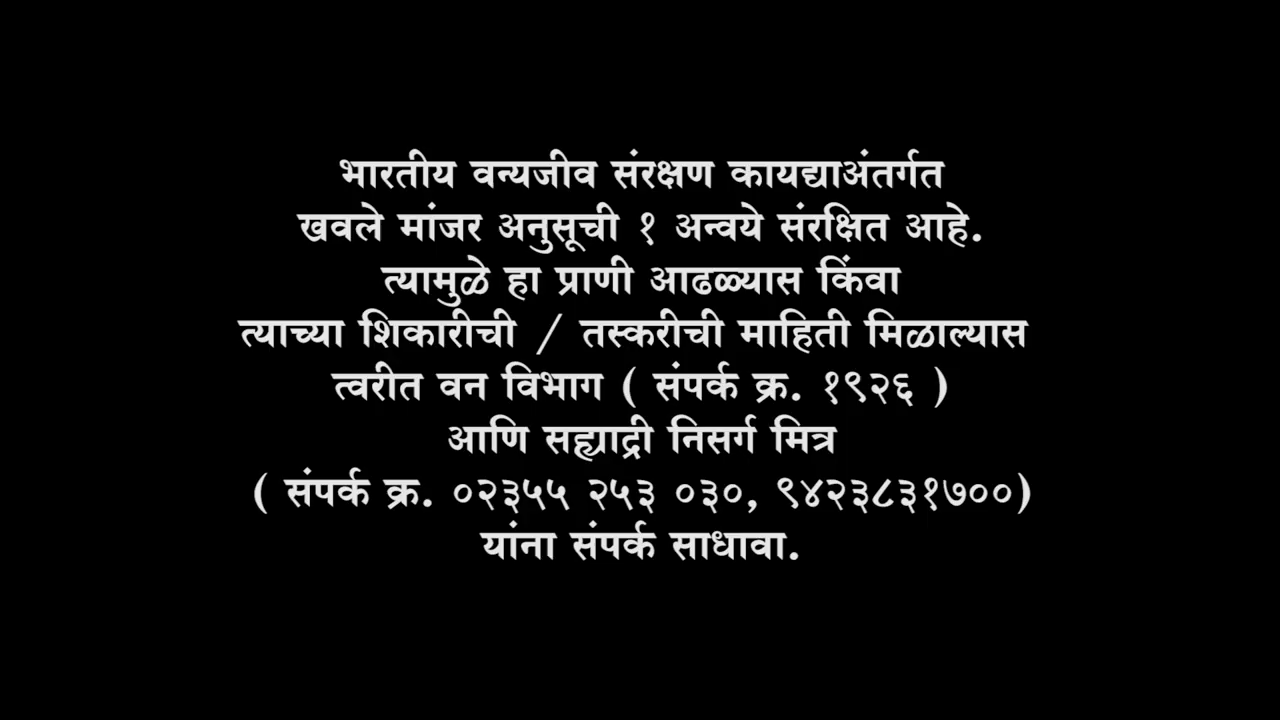 भारतीय वन्यजीव संरक्षण कायद्याअंतर्गत
खवले मांजर अनुसूची १ अन्वये संरक्षित आहे.
त्यामुळे हा प्राणी आढळ्यास किंवा
त्याच्या शिकारीची / तस्करीची माहिती मिळाल्यास
त्वरीत वन विभाग ( संपर्क क्र. १९२६ )
आणि सह्याद्री निसर्ग मित्र
( संपर्क क्र. ०२३५५ २५३ ०३०, ९४२३८३१७००)
यांना संपर्क साधावा.